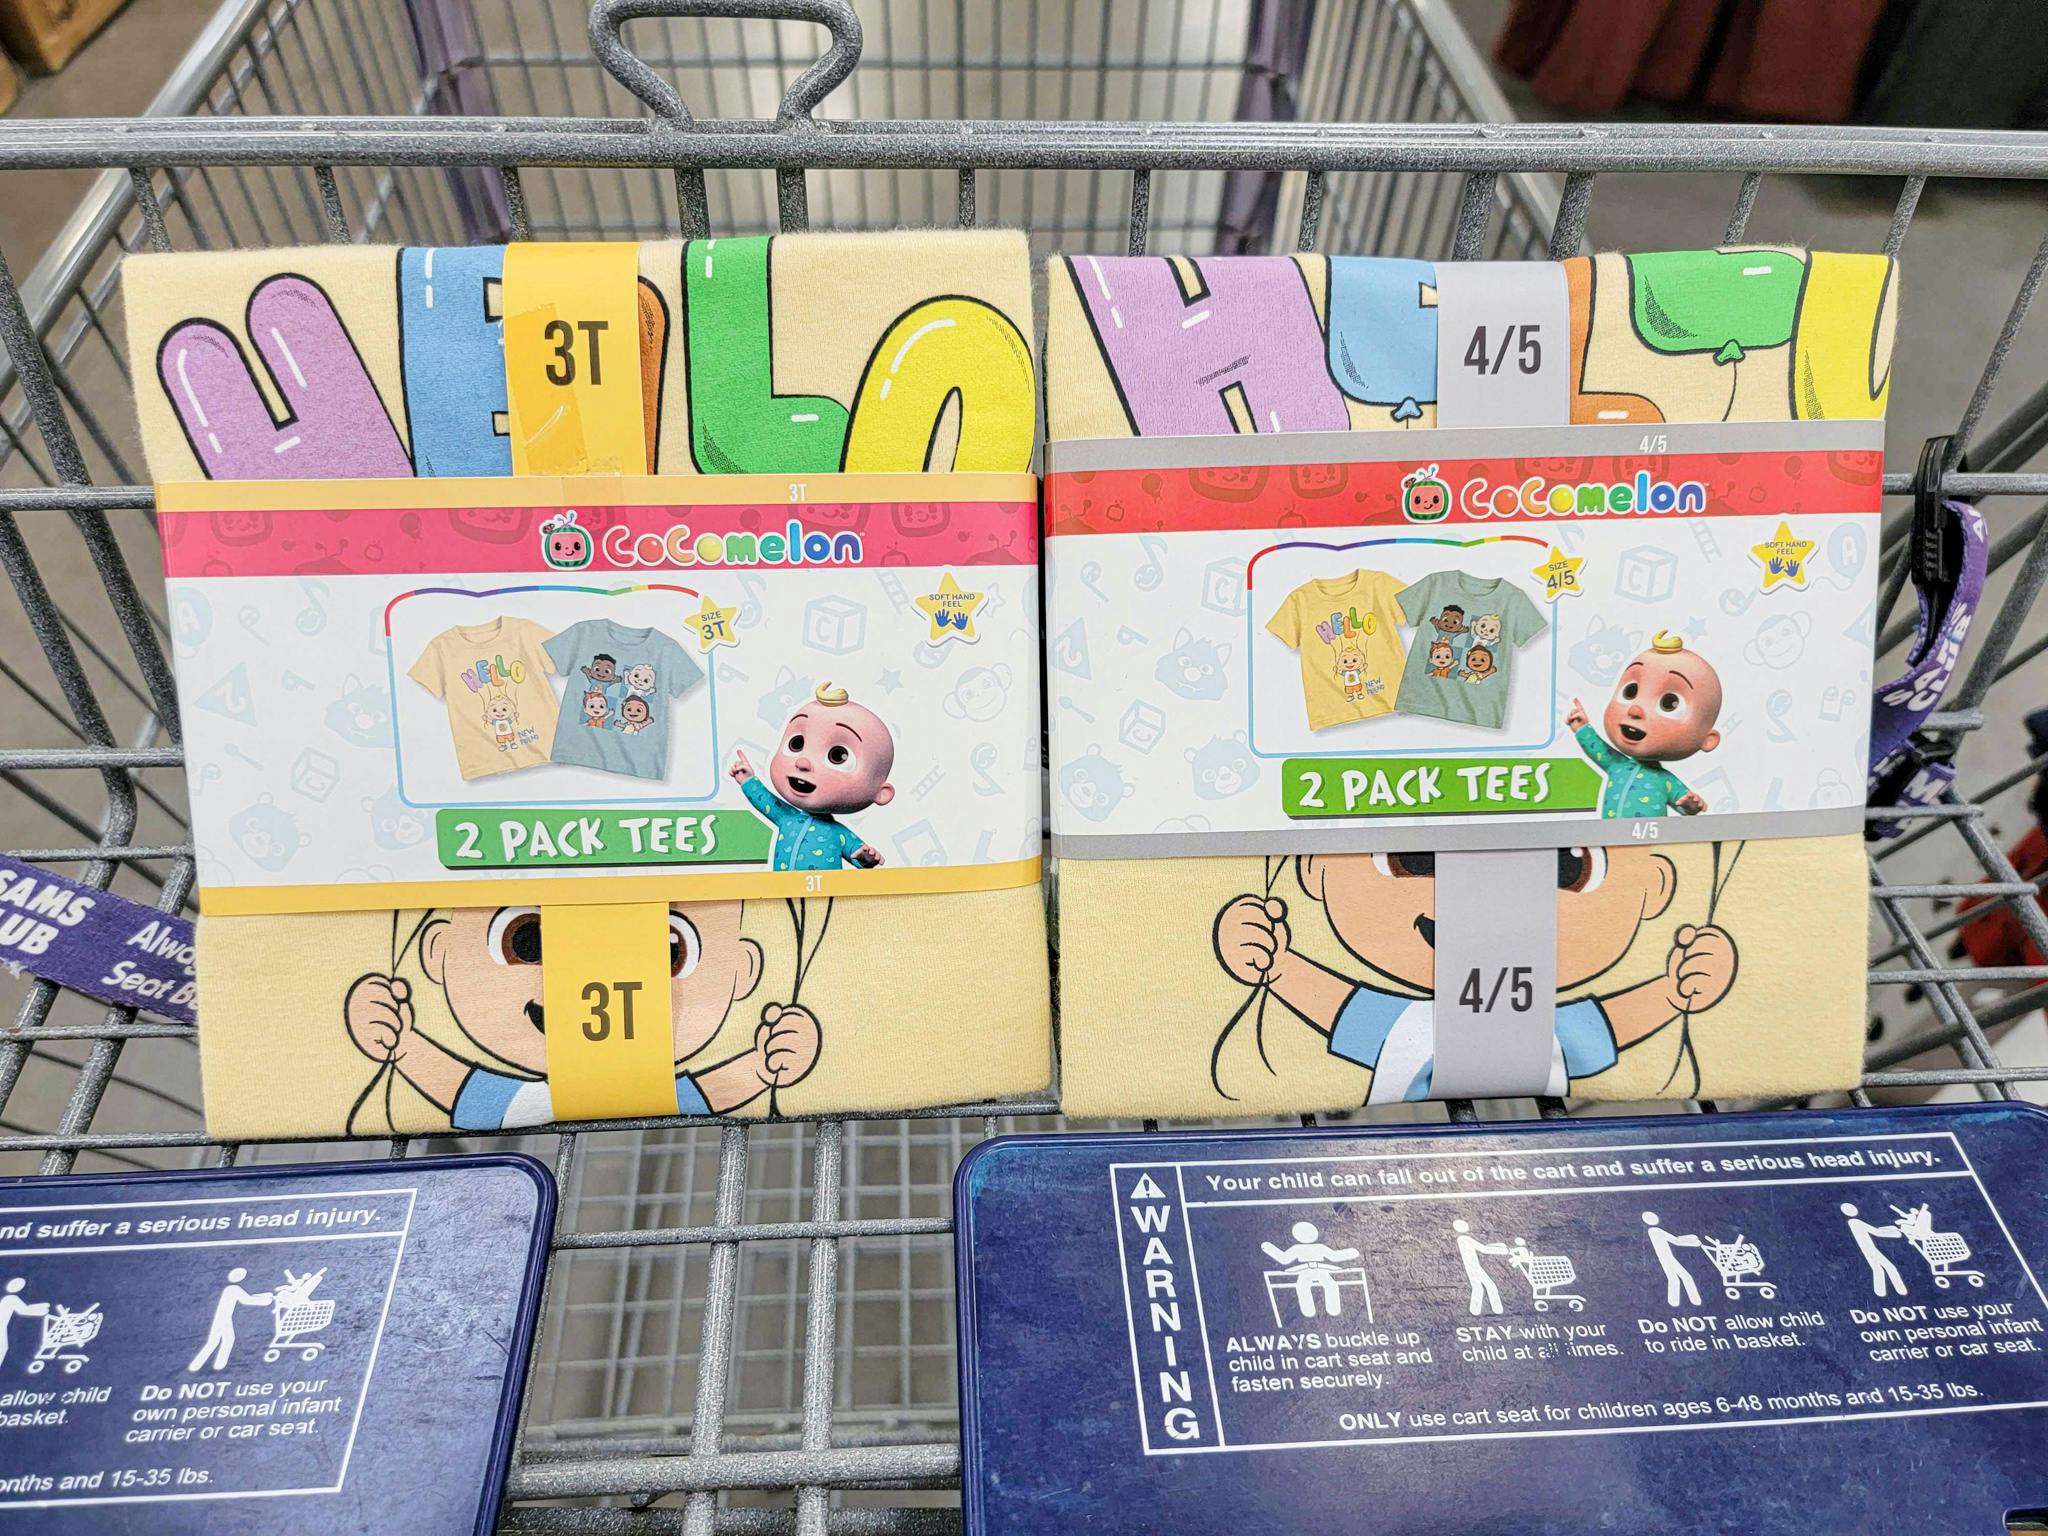 HELLO
3T
3T
CoComelon
SOFT HAND
FEEL
SIZE
3T
HELLO
NEW
FRIEND
2 PACK TEES
3T
3T
4/5
4/5
CoComelon™
SOFT HAND
FEEL
SIZE
4/5
HELLO
NEW
FRIEND
2 PACK TEES
4/5
4/5
SAMS
LUB
Always
Seat B
nd suffer a serious head injury.
allow child
basket.
Do NOT use your
own personal infant
carrier or car seat.
onths and 15-35 lbs.
WARNING
Your child can fall out of the cart and suffer a serious head injury.
ALWAYS buckle up
child in cart seat and
fasten securely.
STAY with your
child at all times.
Do NOT allow child
to ride in basket.
Do NOT use your
own personal infant
carrier or car seat.
ONLY use cart seat for children ages 6-48 months and 15-35 lbs.